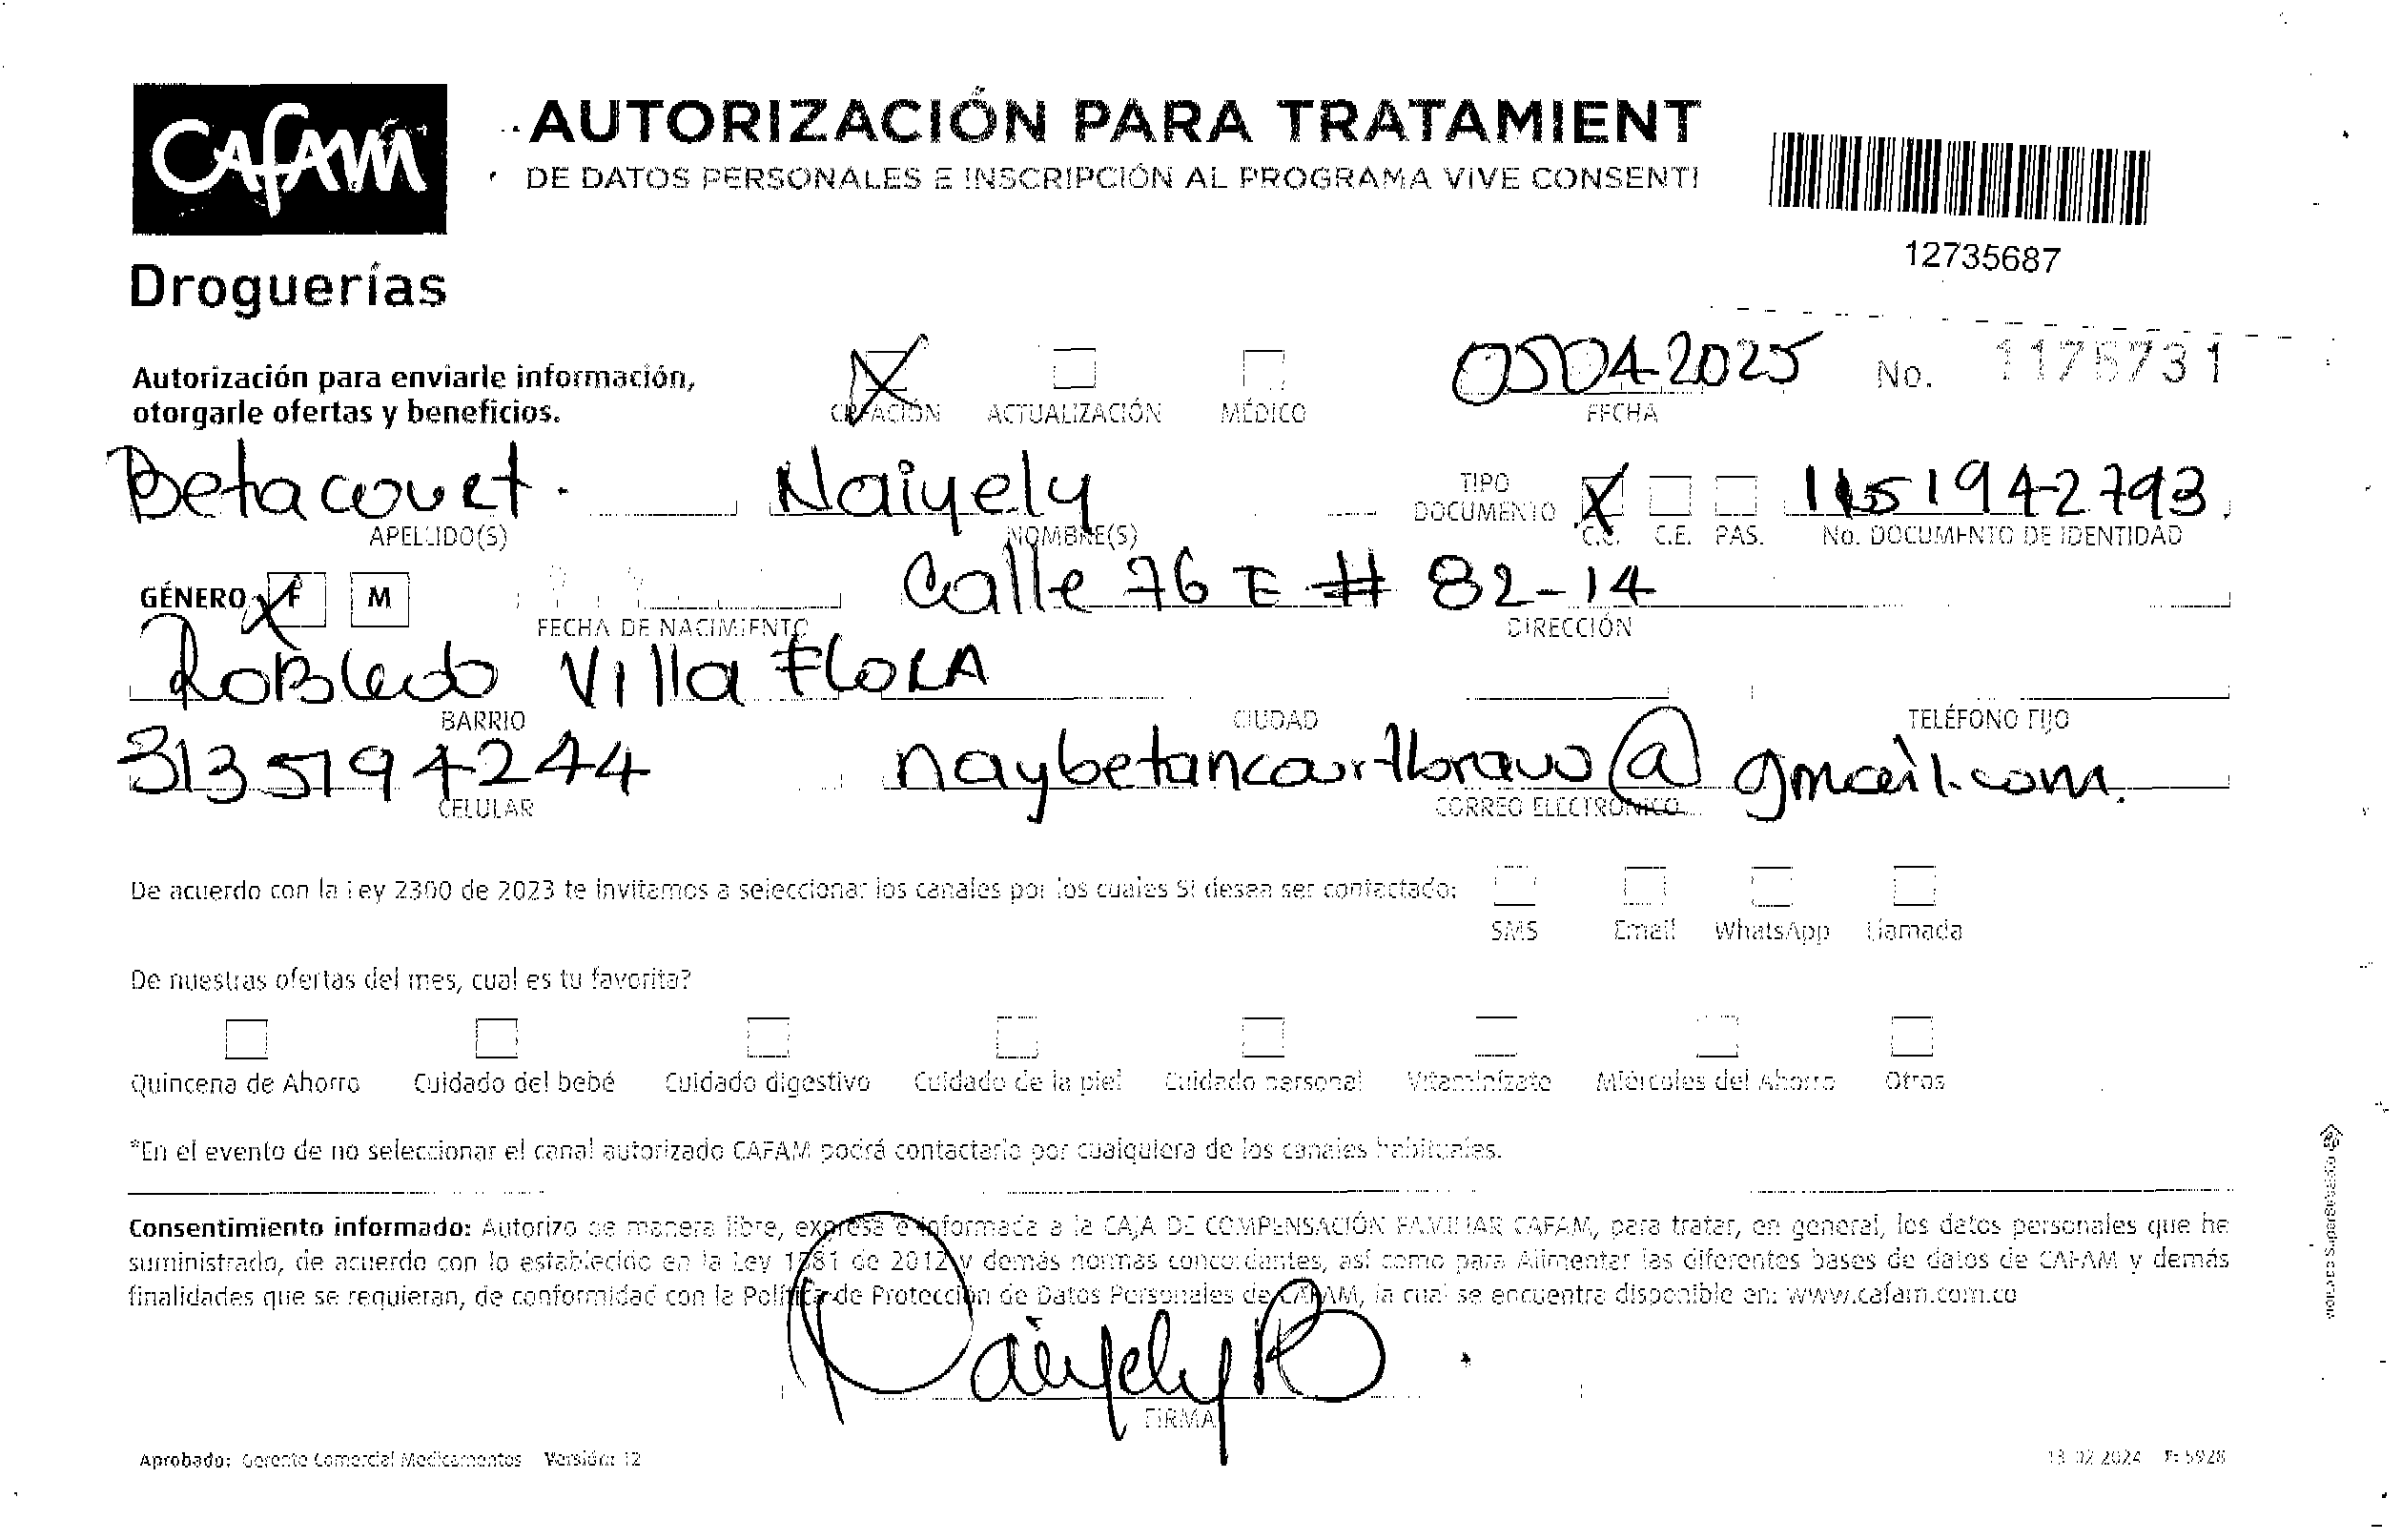 CAFAM
Droguerías
AUTORIZACIÓN PARA TRATAMIENT
DE DATOS PERSONALES E INSCRIPCIÓN AL PROGRAMA VIVE CONSENTI
12735687
Autorización para enviarle información,
otorgarle ofertas y beneficios.
CREACIÓN ACTUALIZACIÓN MÉDICO
05042025
FECHA
No. 1175731
Betacourt. Naiyely
APELLIDO(S) NOMBRE(S)
TIPO
DOCUMENTO
C.C. C.E. PAS.
1151942793
No. DOCUMENTO DE IDENTIDAD
GÉNERO F M
FECHA DE NACIMIENTO
Calle 76 E # 82-14
DIRECCIÓN
Robledo Villa Flora
BARRIO CIUDAD TELÉFONO FIJO
3135194244 naybetancourtbravo@gmail.com.
CELULAR CORREO ELECTRÓNICO
De acuerdo con la Ley 2300 de 2023 te invitamos a seleccionar los canales por los cuales SI desea ser contactado:
SMS Email WhatsApp Llamada
De nuestras ofertas del mes, cual es tu favorita?
Quincena de Ahorro Cuidado del bebé Cuidado digestivo Cuidado de la piel Cuidado personal Vitamínizate Miércoles del Ahorro Otros
*En el evento de no seleccionar el canal autorizado CAFAM podrá contactarlo por cualquiera de los canales habituales.
Consentimiento informado: Autorizo de manera libre, expresa e informada a la CAJA DE COMPENSACIÓN FAMILIAR CAFAM, para tratar, en general, los datos personales que he
suministrado, de acuerdo con lo establecido en la Ley 1581 de 2012 y demás normas concordantes, así como para Alimentar las diferentes bases de datos de CAFAM y demás
finalidades que se requieran, de conformidad con la Política de Protección de Datos Personales de CAFAM, la cual se encuentra disponible en: www.cafam.com.co
Naiyely B
FIRMA
Aprobado: Gerente Comercial Medicamentos Versión: 12
13 02 2024 F: 5928
VIGILADO SuperSubsidio